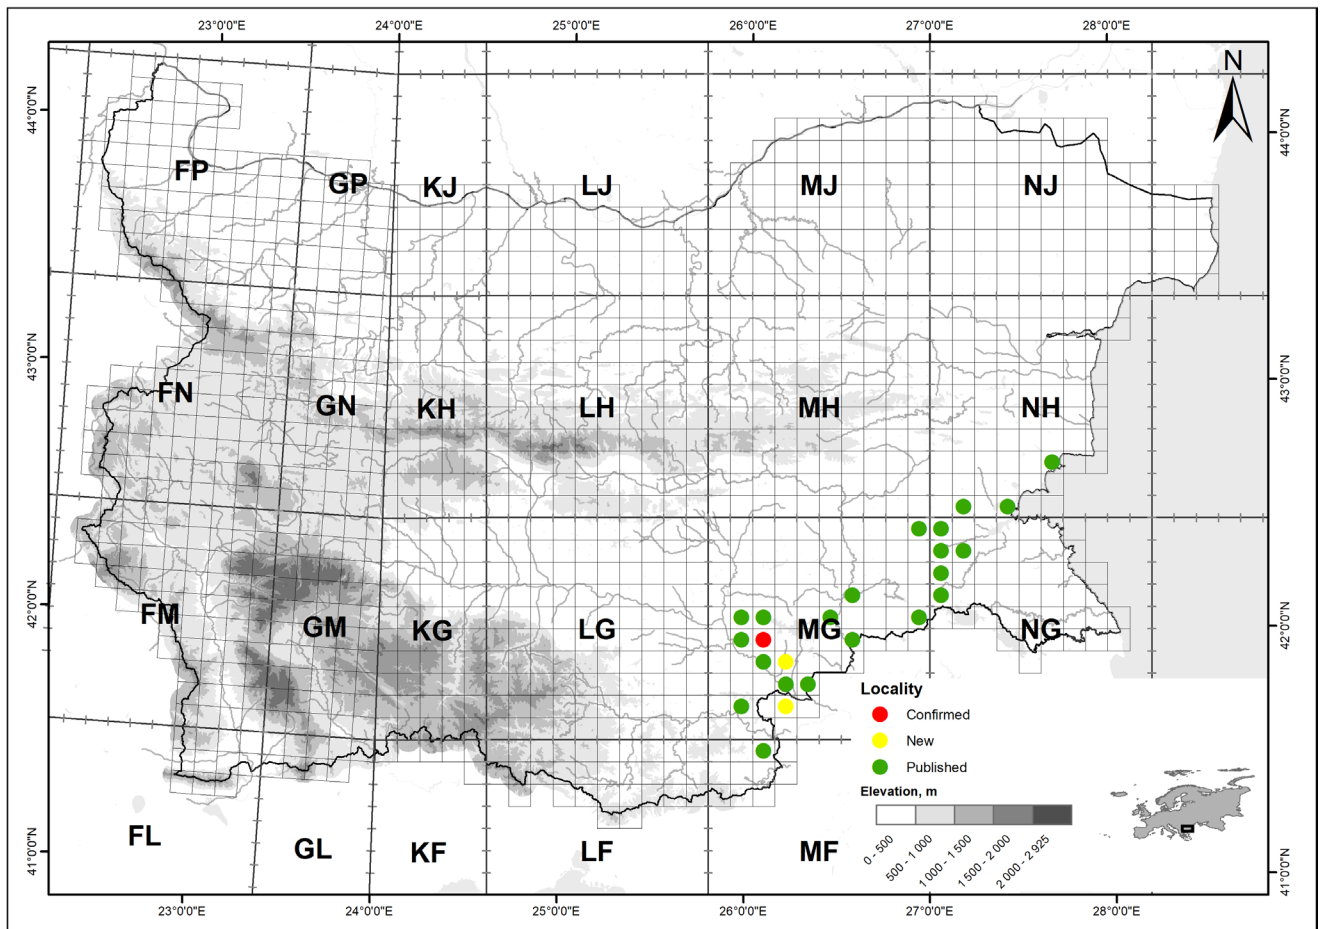 23°0'0"E 24°0'0"E 25°0'0"E 26°0'0"E 27°0'0"E 28°0'0"E
N
44°0'0"N 44°0'0"N
FP GP KJ LJ MJ NJ
43°0'0"N 43°0'0"N
FN GN KH LH MH NH
42°0'0"N 42°0'0"N
FM GM KG LG MG NG
Locality
Confirmed
New
Published
Elevation, m
0 - 500
500 - 1 000
1 000 - 1 500
1 500 - 2 000
2 000 - 2 925
41°0'0"N 41°0'0"N
FL GL KF LF MF
23°0'0"E 24°0'0"E 25°0'0"E 26°0'0"E 27°0'0"E 28°0'0"E